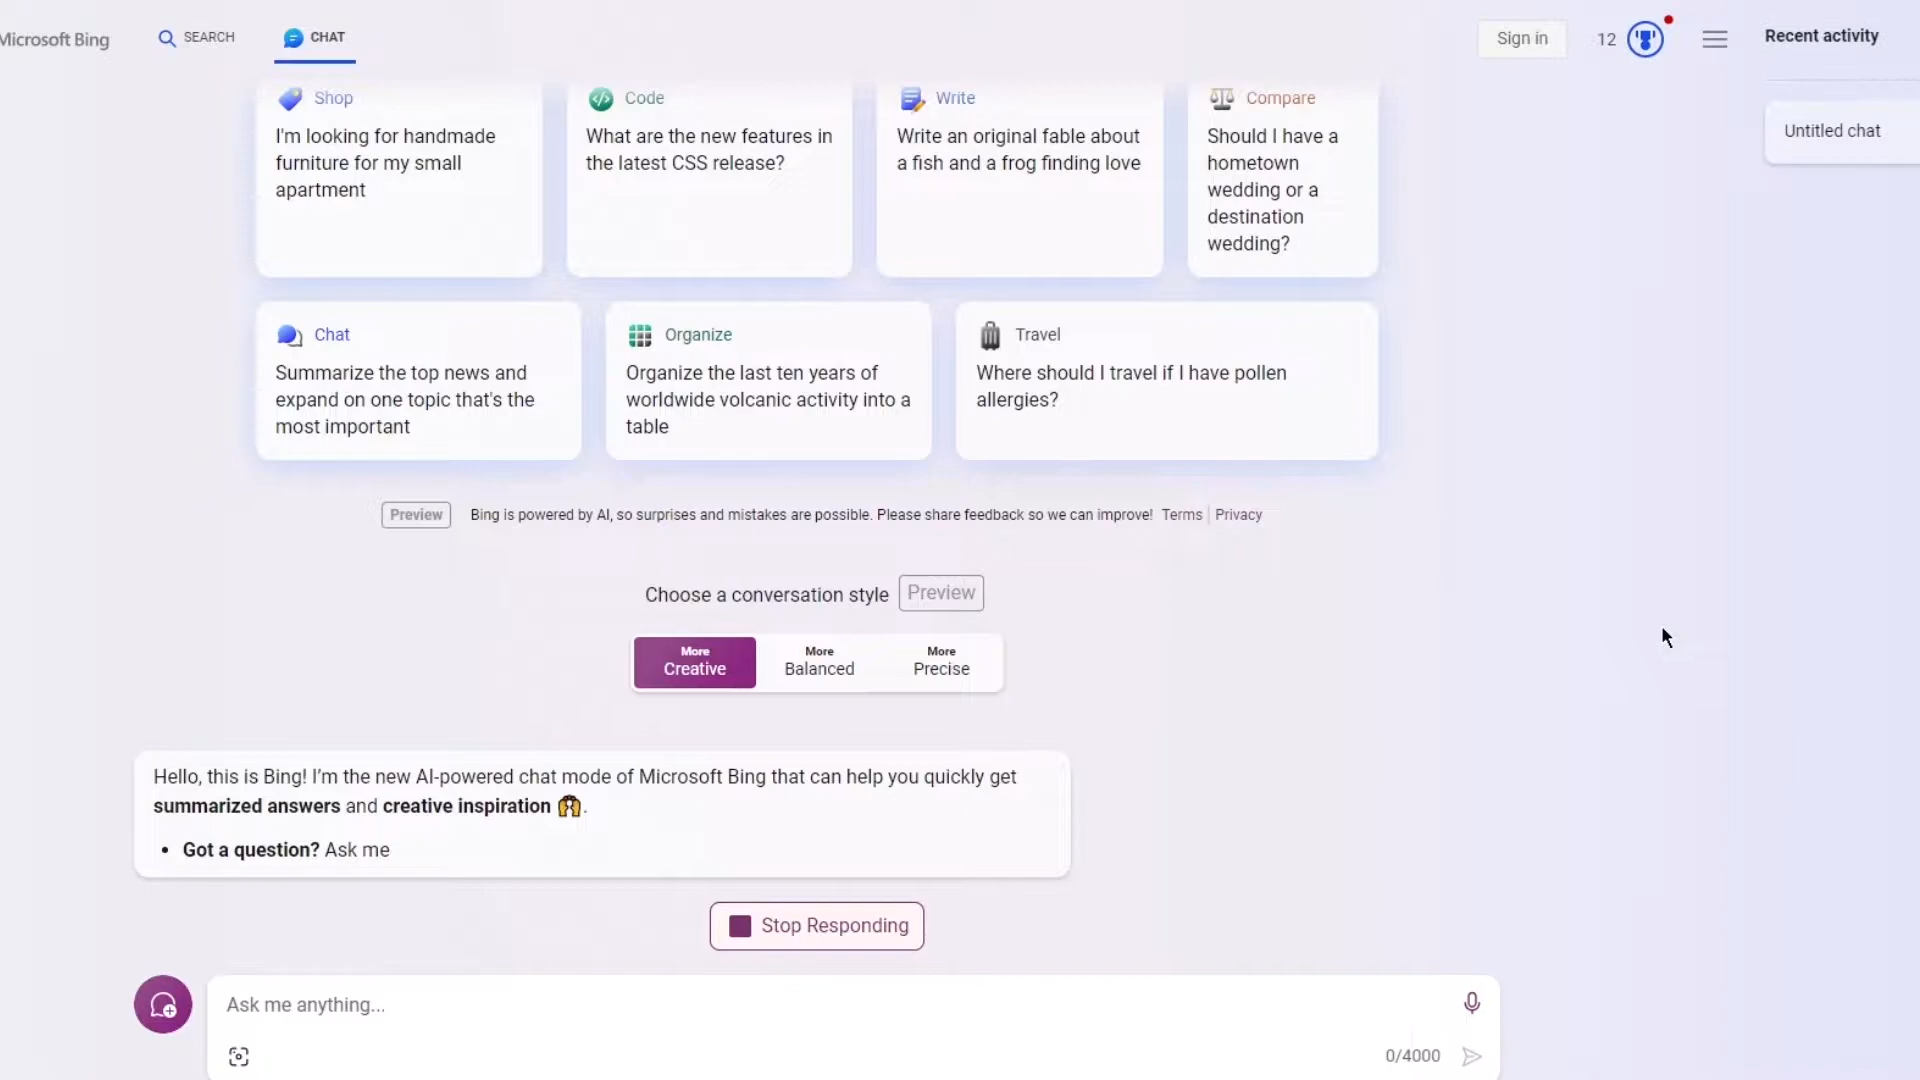 Microsoft Bing
SEARCH
CHAT
Sign in
12
Recent activity
Shop
I'm looking for handmade
furniture for my small
apartment
Code
What are the new features in
the latest CSS release?
Write
Write an original fable about
a fish and a frog finding love
Compare
Should I have a
hometown
wedding or a
destination
wedding?
Untitled chat
Chat
Summarize the top news and
expand on one topic that's the
most important
Organize
Organize the last ten years of
worldwide volcanic activity into a
table
Travel
Where should I travel if I have pollen
allergies?
Preview
Bing is powered by AI, so surprises and mistakes are possible. Please share feedback so we can improve! Terms | Privacy
Choose a conversation style Preview
More
Creative
More
Balanced
More
Precise
Hello, this is Bing! I'm the new AI-powered chat mode of Microsoft Bing that can help you quickly get
summarized answers and creative inspiration 🙌.
• Got a question? Ask me
Stop Responding
Ask me anything...
0/4000